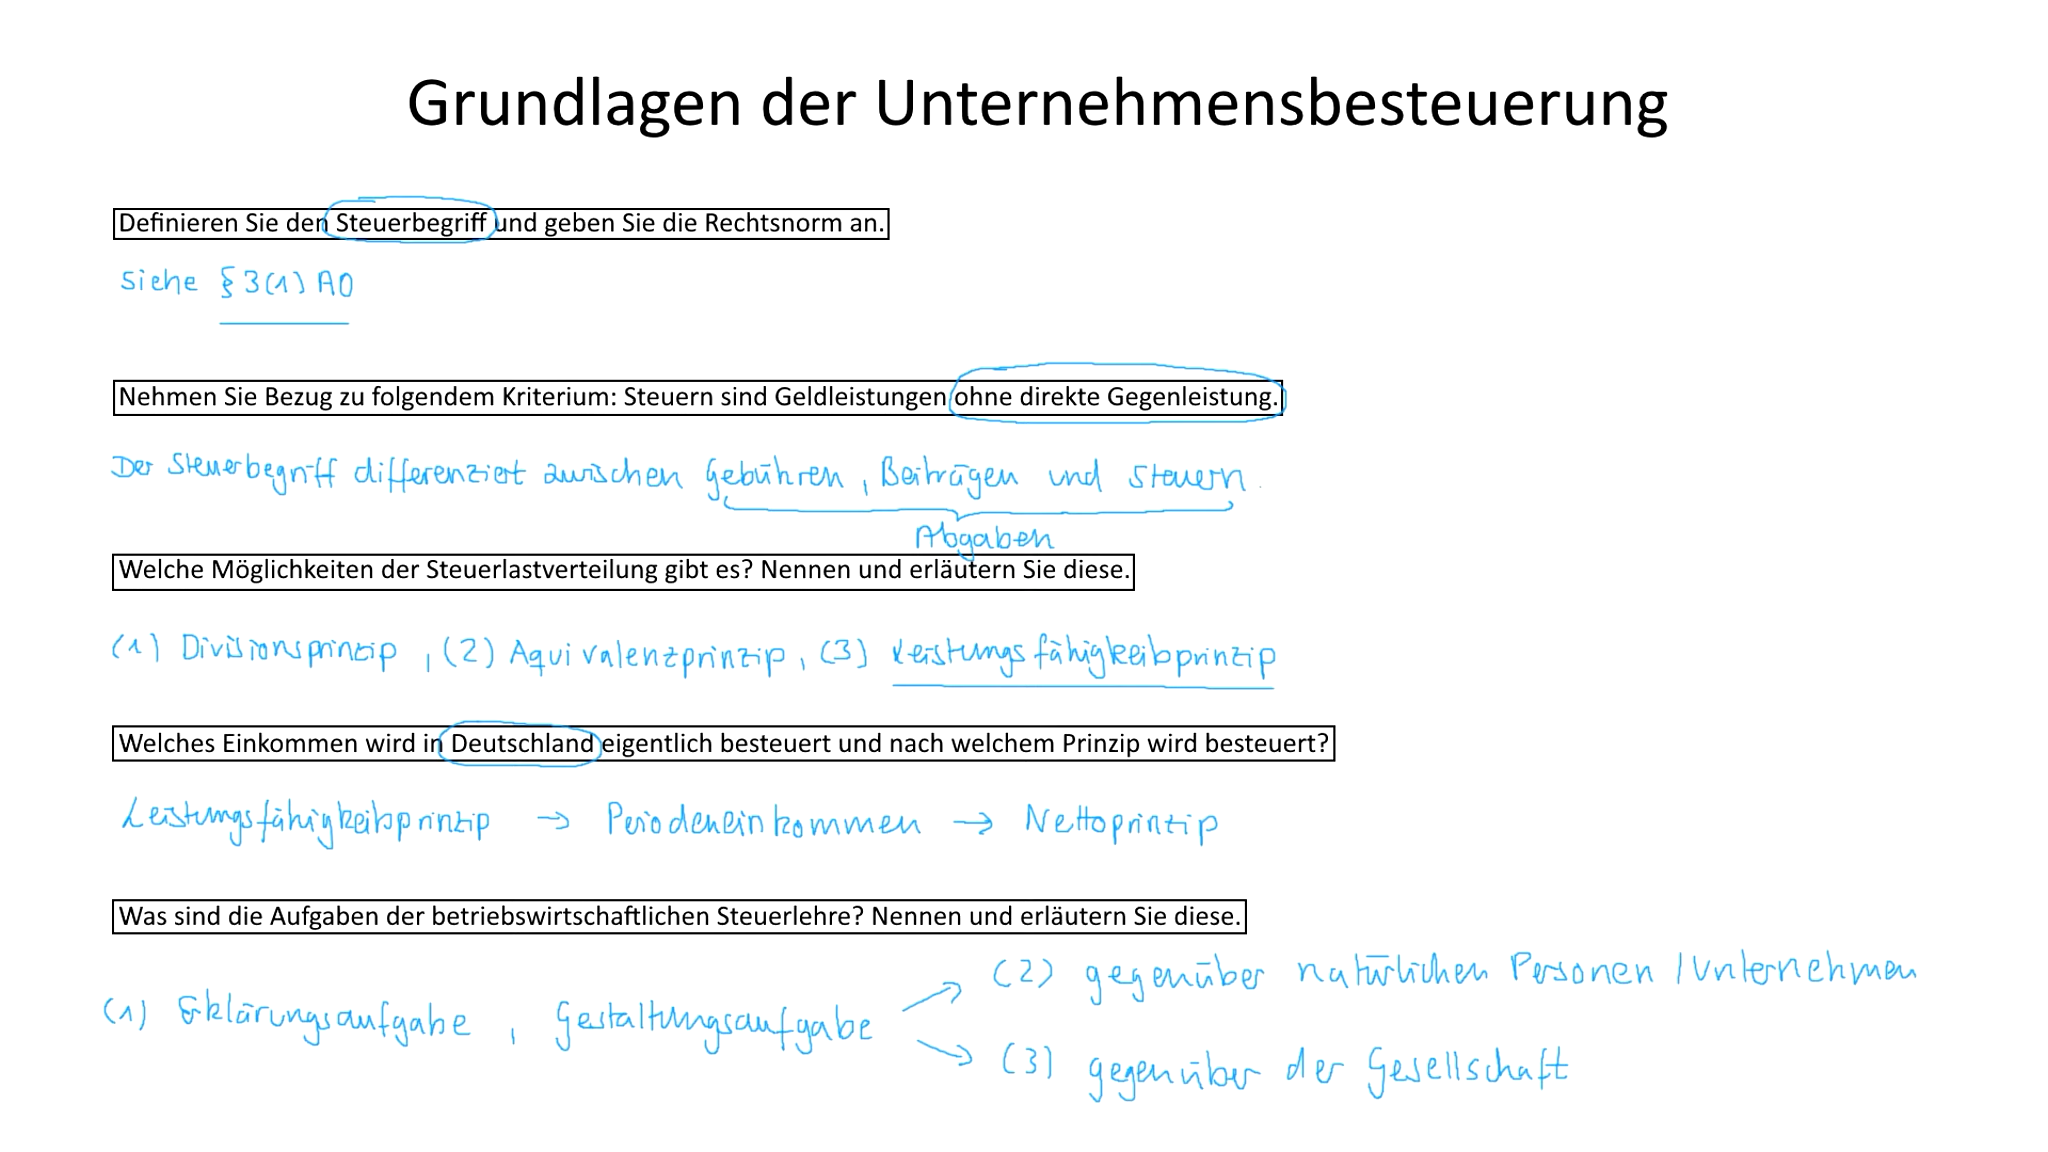 Grundlagen der Unternehmensbesteuerung
Definieren Sie den Steuerbegriff und geben Sie die Rechtsnorm an.
siehe § 3(1) AO
Nehmen Sie Bezug zu folgendem Kriterium: Steuern sind Geldleistungen ohne direkte Gegenleistung.
Der Steuerbegriff differenziert zwischen Gebühren, Beiträgen und Steuern.
Abgaben
Welche Möglichkeiten der Steuerlastverteilung gibt es? Nennen und erläutern Sie diese.
(1) Divisionsprinzip, (2) Äquivalenzprinzip, (3) Leistungsfähigkeitsprinzip
Welches Einkommen wird in Deutschland eigentlich besteuert und nach welchem Prinzip wird besteuert?
Leistungsfähigkeitsprinzip → Periodeneinkommen → Nettoprinzip
Was sind die Aufgaben der betriebswirtschaftlichen Steuerlehre? Nennen und erläutern Sie diese.
(2) gegenüber natürlichen Personen / Unternehmen
(1) Erklärungsaufgabe, Gestaltungsaufgabe
(3) gegenüber der Gesellschaft